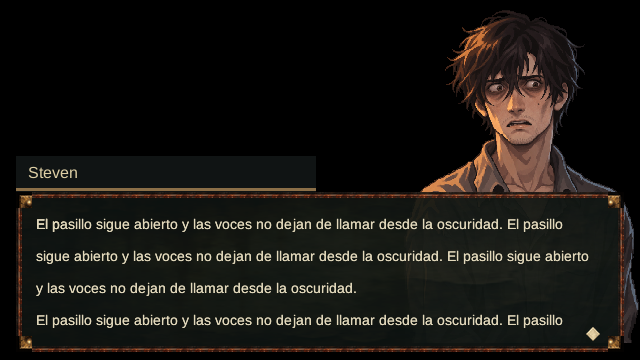 Steven
El pasillo sigue abierto y las voces no dejan de llamar desde la oscuridad. El pasillo
sigue abierto y las voces no dejan de llamar desde la oscuridad. El pasillo sigue abierto
y las voces no dejan de llamar desde la oscuridad.
El pasillo sigue abierto y las voces no dejan de llamar desde la oscuridad. El pasillo